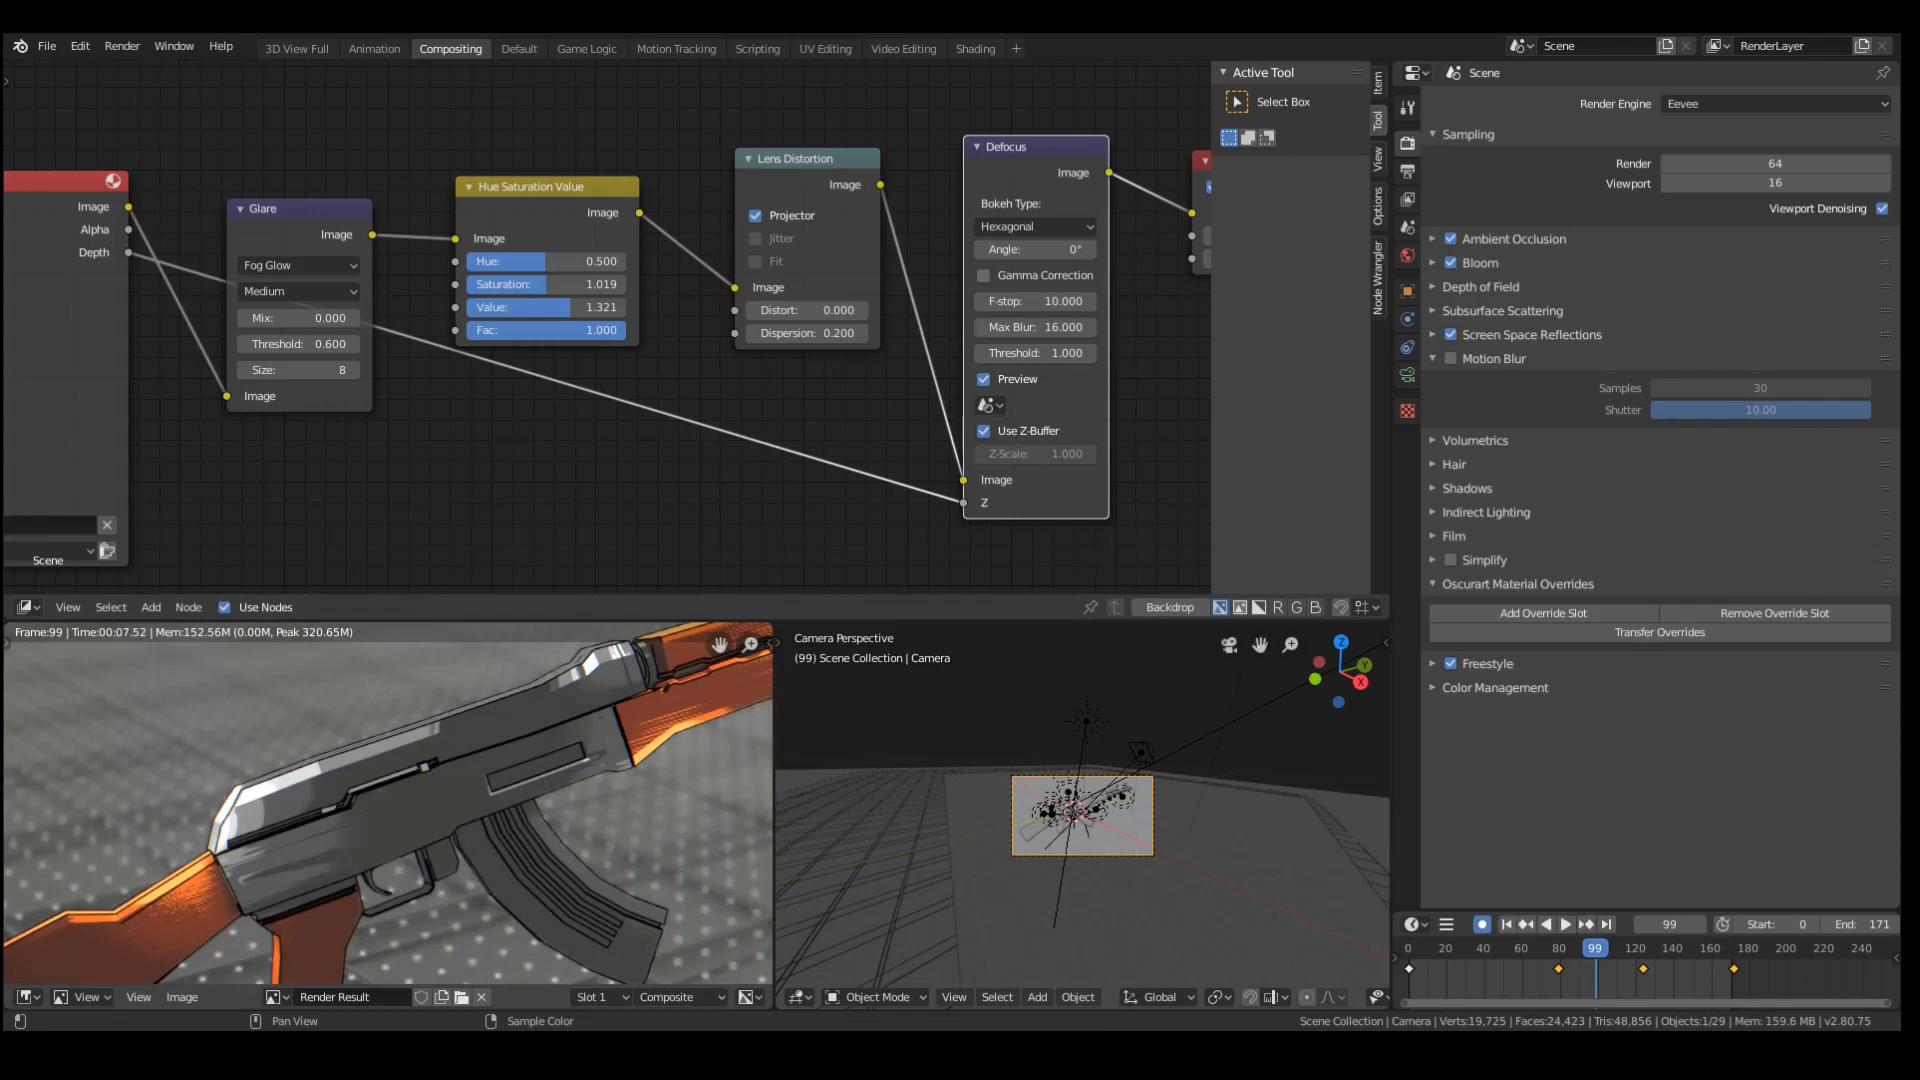 File Edit Render Window Help
3D View Full Animation Compositing Default Game Logic Motion Tracking Scripting UV Editing Video Editing Shading +
Scene
RenderLayer
Image
Alpha
Depth
Scene
Glare
Image
Fog Glow
Medium
Mix: 0.000
Threshold: 0.600
Size: 8
Image
Hue Saturation Value
Image
Image
Hue: 0.500
Saturation: 1.019
Value: 1.321
Fac: 1.000
Lens Distortion
Image
Projector
Jitter
Fit
Image
Distort: 0.000
Dispersion: 0.200
Defocus
Image
Bokeh Type:
Hexagonal
Angle: 0°
Gamma Correction
F-stop: 10.000
Max Blur: 16.000
Threshold: 1.000
Preview
Use Z-Buffer
Z-Scale: 1.000
Image
Z
Active Tool
Select Box
Item
Tool
View
Options
Node Wrangler
View Select Add Node Use Nodes
Backdrop R G B
Scene
Render Engine Eevee
Sampling
Render 64
Viewport 16
Viewport Denoising
Ambient Occlusion
Bloom
Depth of Field
Subsurface Scattering
Screen Space Reflections
Motion Blur
Samples 30
Shutter 10.00
Volumetrics
Hair
Shadows
Indirect Lighting
Film
Simplify
Oscurart Material Overrides
Add Override Slot Remove Override Slot
Transfer Overrides
Freestyle
Color Management
Frame:99 | Time:00:07.52 | Mem:152.56M (0.00M, Peak 320.65M)
View View Image Render Result Slot 1 Composite
Camera Perspective
(99) Scene Collection | Camera
Z
Y
X
Object Mode View Select Add Object Global
99 Start: 0 End: 171
0 20 40 60 80 99 120 140 160 180 200 220 240
Pan View Sample Color
Scene Collection | Camera | Verts:19,725 | Faces:24,423 | Tris:48,856 | Objects:1/29 | Mem: 159.6 MB | v2.80.75